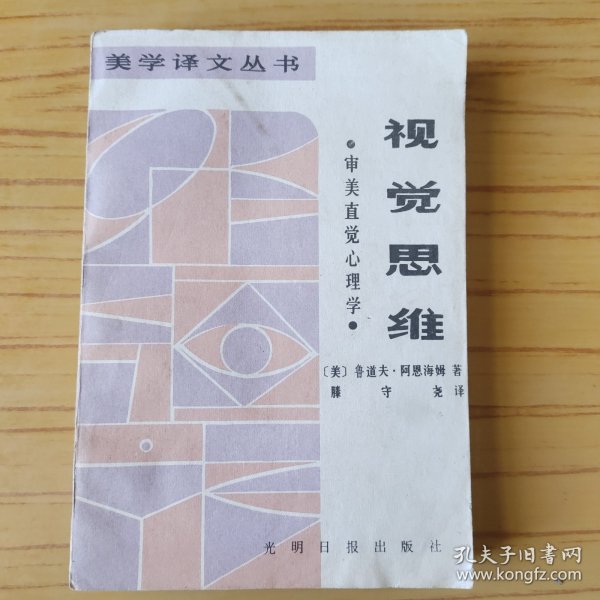 美学译文丛书
视觉思维
•审美直觉心理学•
〔美〕鲁道夫·阿恩海姆 著
滕守尧 译
光明日报出版社
孔夫子旧书网
www.kongfz.com